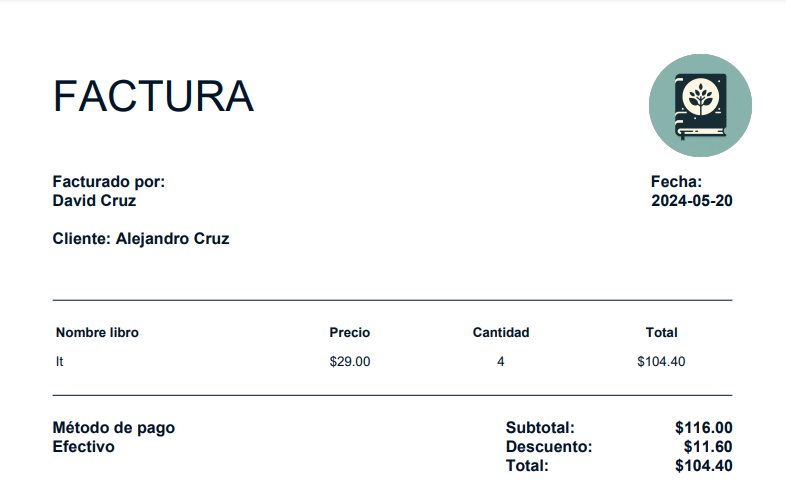 FACTURA
Facturado por:
David Cruz
Fecha:
2024-05-20
Cliente: Alejandro Cruz
Nombre libro Precio Cantidad Total
It $29.00 4 $104.40
Método de pago
Efectivo
Subtotal: $116.00
Descuento: $11.60
Total: $104.40